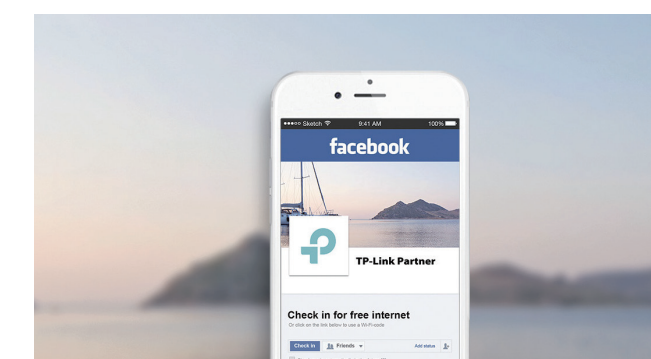 Sketch 9:41 AM 100%
facebook
TP-Link Partner
Check in for free internet
Or click on the link below to use a Wi-Fi-code
Check in Friends Add status